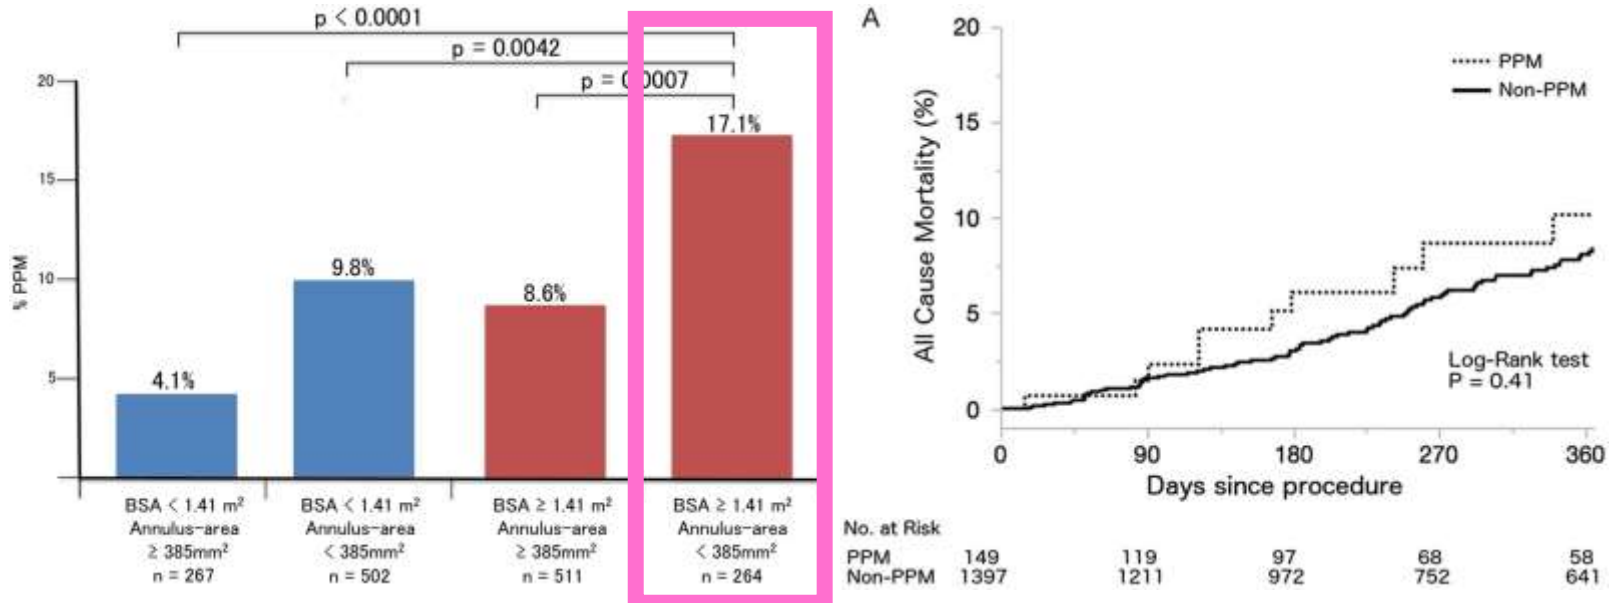 p < 0.0001
p = 0.0042
p = 0.0007
20
15
10
5
% PPM
4.1%
9.8%
8.6%
17.1%
BSA < 1.41 m²
Annulus-area
≥ 385mm²
n = 267
BSA < 1.41 m²
Annulus-area
< 385mm²
n = 502
BSA ≥ 1.41 m²
Annulus-area
≥ 385mm²
n = 511
BSA ≥ 1.41 m²
Annulus-area
< 385mm²
n = 264
A
All Cause Mortality (%)
20
15
10
5
0
PPM
Non-PPM
Log-Rank test
P = 0.41
0 90 180 270 360
Days since procedure
No. at Risk
PPM 149 119 97 68 58
Non-PPM 1397 1211 972 752 641